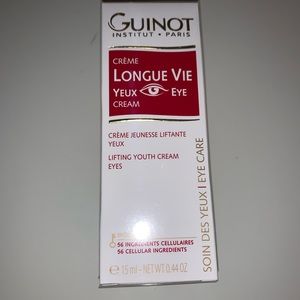 GUINOT
INSTITUT • PARIS
CRÈME
LONGUE VIE
YEUX EYE
CREAM
CRÈME JEUNESSE LIFTANTE
YEUX
LIFTING YOUTH CREAM
EYES
56 INGRÉDIENTS CELLULAIRES
56 CELLULAR INGREDIENTS
℮ 15 ml - NET WT 0.44 OZ
SOIN DES YEUX | EYE CARE